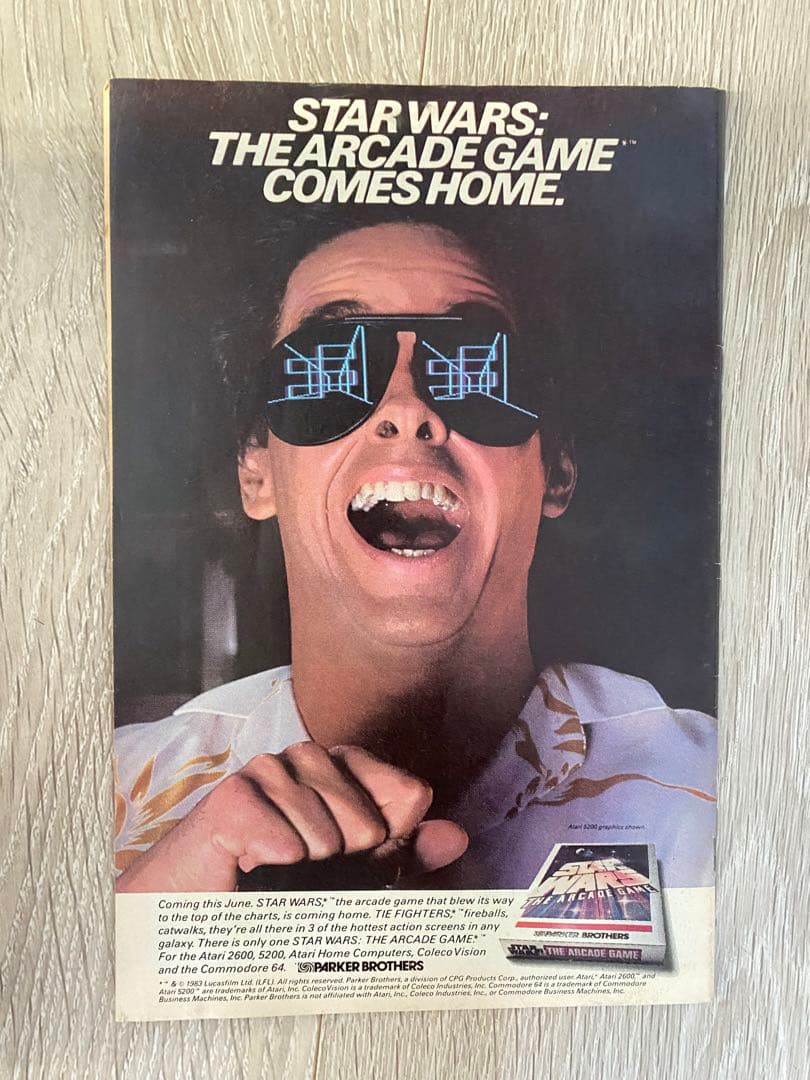 STAR WARS:
THE ARCADE GAME*™
COMES HOME.
Atari 5200 graphics shown.
STAR WARS
THE ARCADE GAME
PARKER BROTHERS
STAR WARS THE ARCADE GAME
Coming this June. STAR WARS,*™ the arcade game that blew its way
to the top of the charts, is coming home. TIE FIGHTERS,*™ fireballs,
catwalks, they're all there in 3 of the hottest action screens in any
galaxy. There is only one STAR WARS: THE ARCADE GAME.*™
For the Atari 2600, 5200, Atari Home Computers, ColecoVision
and the Commodore 64. PARKER BROTHERS
*™ & © 1983 Lucasfilm Ltd. (LFL). All rights reserved. Parker Brothers, a division of CPG Products Corp., authorized user. Atari,® Atari 2600,™ and
Atari 5200™ are trademarks of Atari, Inc. ColecoVision is a trademark of Coleco Industries, Inc. Commodore 64 is a trademark of Commodore
Business Machines, Inc. Parker Brothers is not affiliated with Atari, Inc., Coleco Industries, Inc., or Commodore Business Machines, Inc.